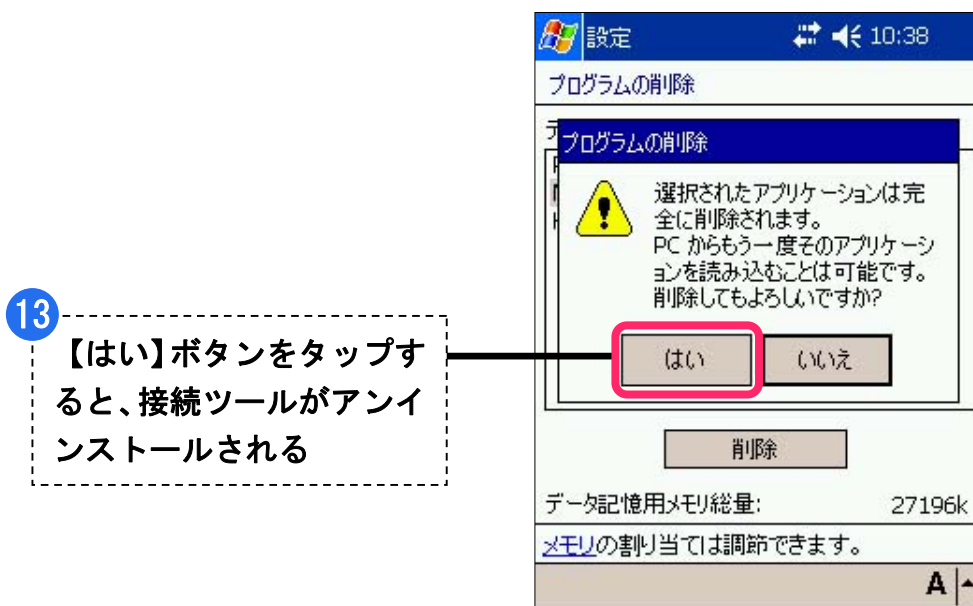 設定 10:38
プログラムの削除
プログラムの削除
選択されたアプリケーションは完
全に削除されます。
PC からもう一度そのアプリケーシ
ョンを読み込むことは可能です。
削除してもよろしいですか?
はい いいえ
13
【はい】ボタンをタップす
ると、接続ツールがアンイ
ンストールされる
削除
データ記憶用メモリ総量: 27196k
メモリの割り当ては調節できます。
A